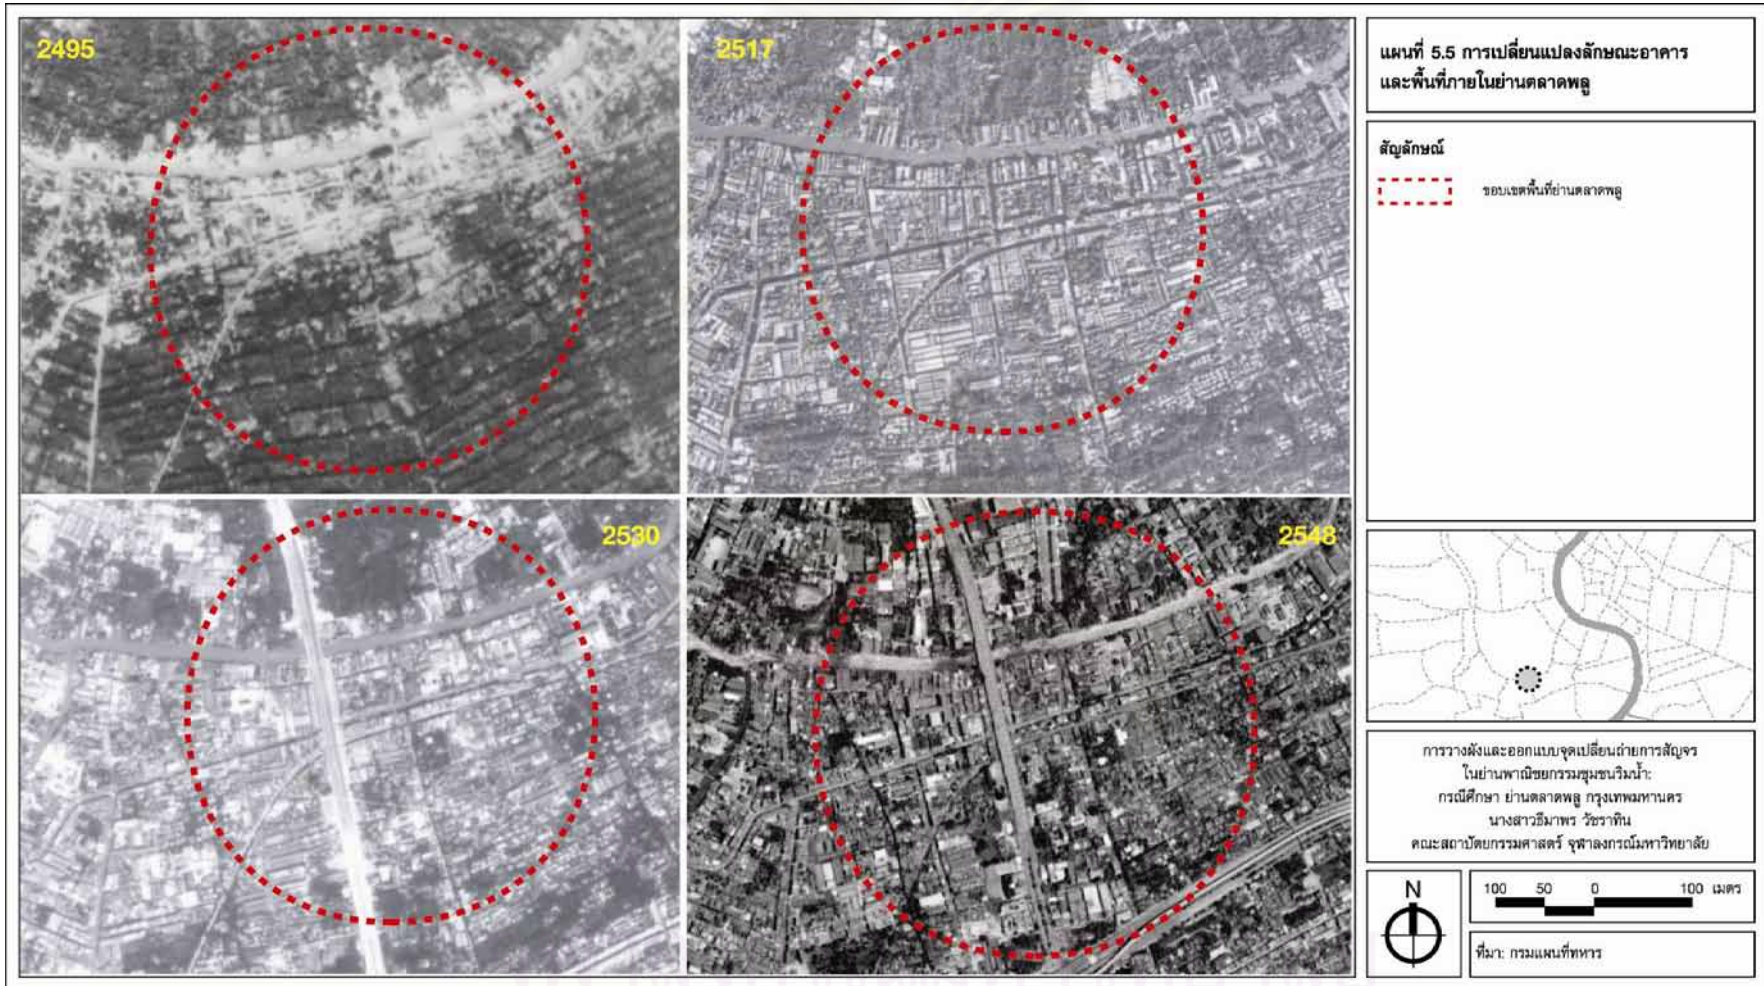 2495
2517
2530
2548
แผนที่ 5.5 การเปลี่ยนแปลงลักษณะอาคาร
และพื้นที่ภายในย่านตลาดพลู
สัญลักษณ์
ขอบเขตพื้นที่ย่านตลาดพลู
การวางผังและออกแบบจุดเปลี่ยนถ่ายการสัญจร
ในย่านพาณิชยกรรมชุมชนริมน้ำ:
กรณีศึกษา ย่านตลาดพลู กรุงเทพมหานคร
นางสาวธีมาพร วัชราทิน
คณะสถาปัตยกรรมศาสตร์ จุฬาลงกรณ์มหาวิทยาลัย
N
100 50 0 100 เมตร
ที่มา: กรมแผนที่ทหาร